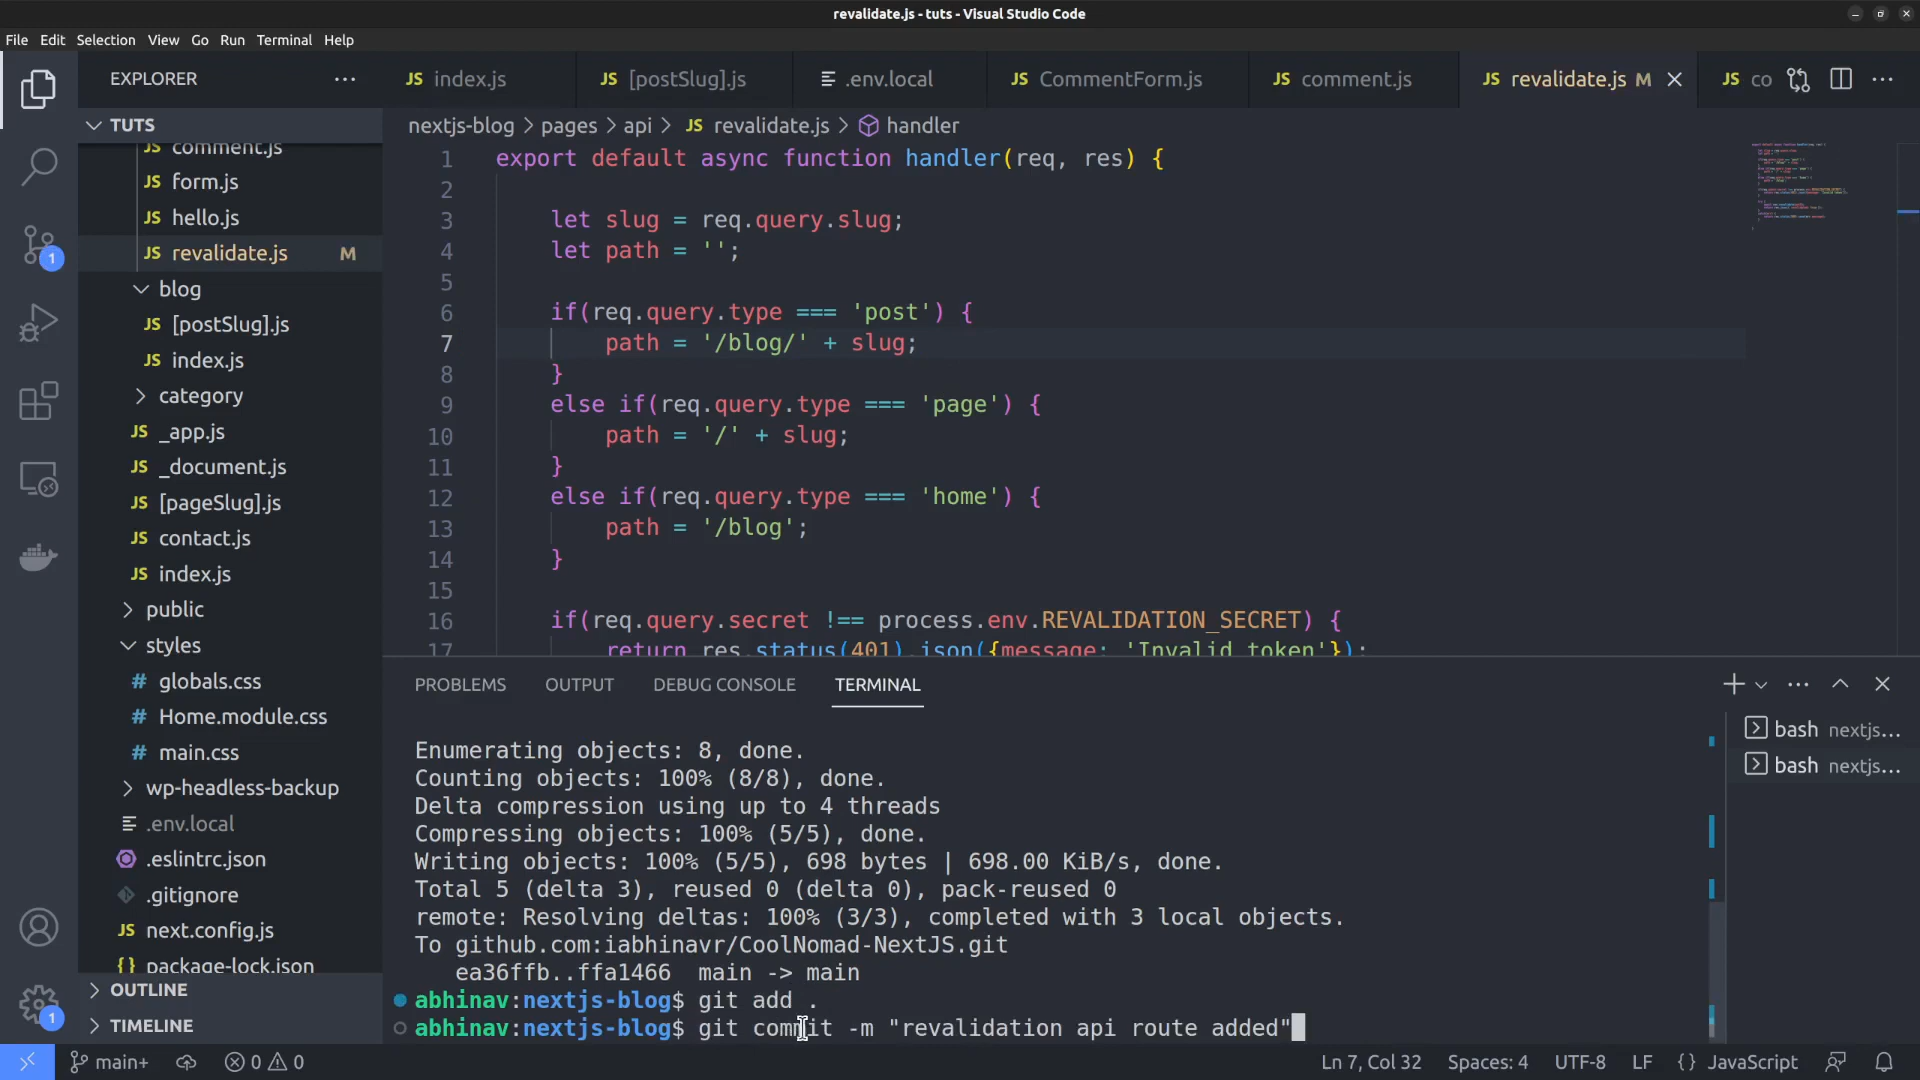 revalidate.js - tuts - Visual Studio Code
File Edit Selection View Go Run Terminal Help
EXPLORER
TUTS
comment.js
form.js
hello.js
revalidate.js M
blog
[postSlug].js
index.js
category
_app.js
_document.js
[pageSlug].js
contact.js
index.js
public
styles
globals.css
Home.module.css
main.css
wp-headless-backup
.env.local
.eslintrc.json
.gitignore
next.config.js
package-lock.json
OUTLINE
TIMELINE
1
1
JS index.js JS [postSlug].js .env.local JS CommentForm.js JS comment.js JS revalidate.js M JS co
nextjs-blog > pages > api > JS revalidate.js > handler
1 export default async function handler(req, res) {
2
3 let slug = req.query.slug;
4 let path = '';
5
6 if(req.query.type === 'post') {
7 path = '/blog/' + slug;
8 }
9 else if(req.query.type === 'page') {
10 path = '/' + slug;
11 }
12 else if(req.query.type === 'home') {
13 path = '/blog';
14 }
15
16 if(req.query.secret !== process.env.REVALIDATION_SECRET) {
17 return res.status(401).json({message: 'Invalid token'});
PROBLEMS OUTPUT DEBUG CONSOLE TERMINAL
Enumerating objects: 8, done.
Counting objects: 100% (8/8), done.
Delta compression using up to 4 threads
Compressing objects: 100% (5/5), done.
Writing objects: 100% (5/5), 698 bytes | 698.00 KiB/s, done.
Total 5 (delta 3), reused 0 (delta 0), pack-reused 0
remote: Resolving deltas: 100% (3/3), completed with 3 local objects.
To github.com:iabhinavr/CoolNomad-NextJS.git
ea36ffb..ffa1466 main -> main
abhinav:nextjs-blog$ git add .
abhinav:nextjs-blog$ git commit -m "revalidation api route added"
bash nextjs...
bash nextjs...
main+ 0 0 Ln 7, Col 32 Spaces: 4 UTF-8 LF {} JavaScript